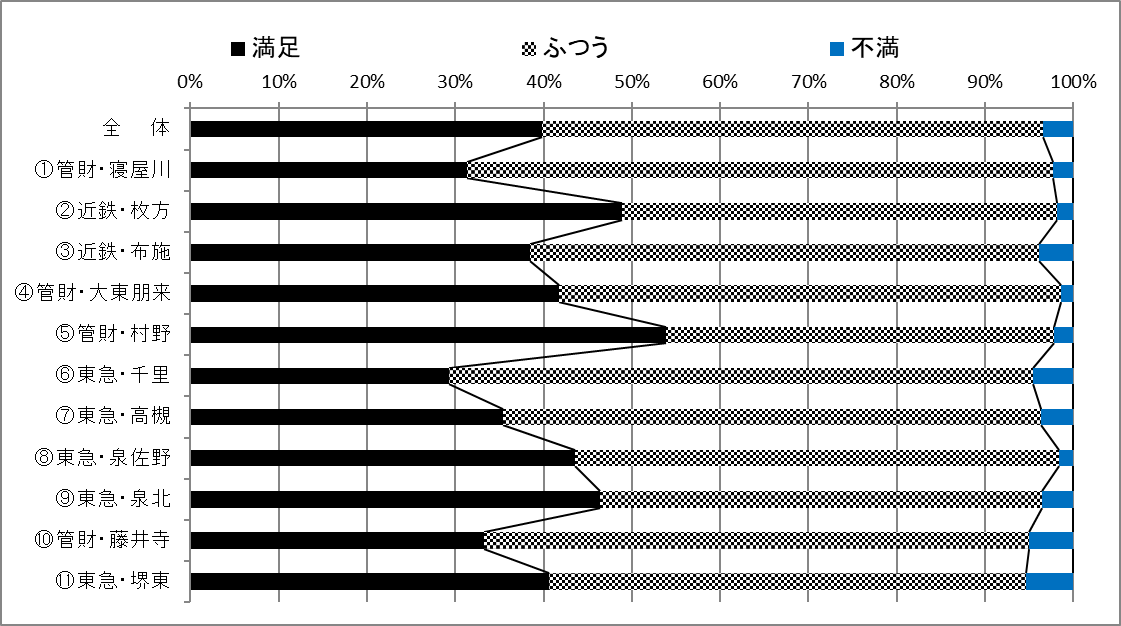 満足 ふつう 不満
0% 10% 20% 30% 40% 50% 60% 70% 80% 90% 100%
全 体
①管財・寝屋川
②近鉄・枚方
③近鉄・布施
④管財・大東朋来
⑤管財・村野
⑥東急・千里
⑦東急・高槻
⑧東急・泉佐野
⑨東急・泉北
⑩管財・藤井寺
⑪東急・堺東